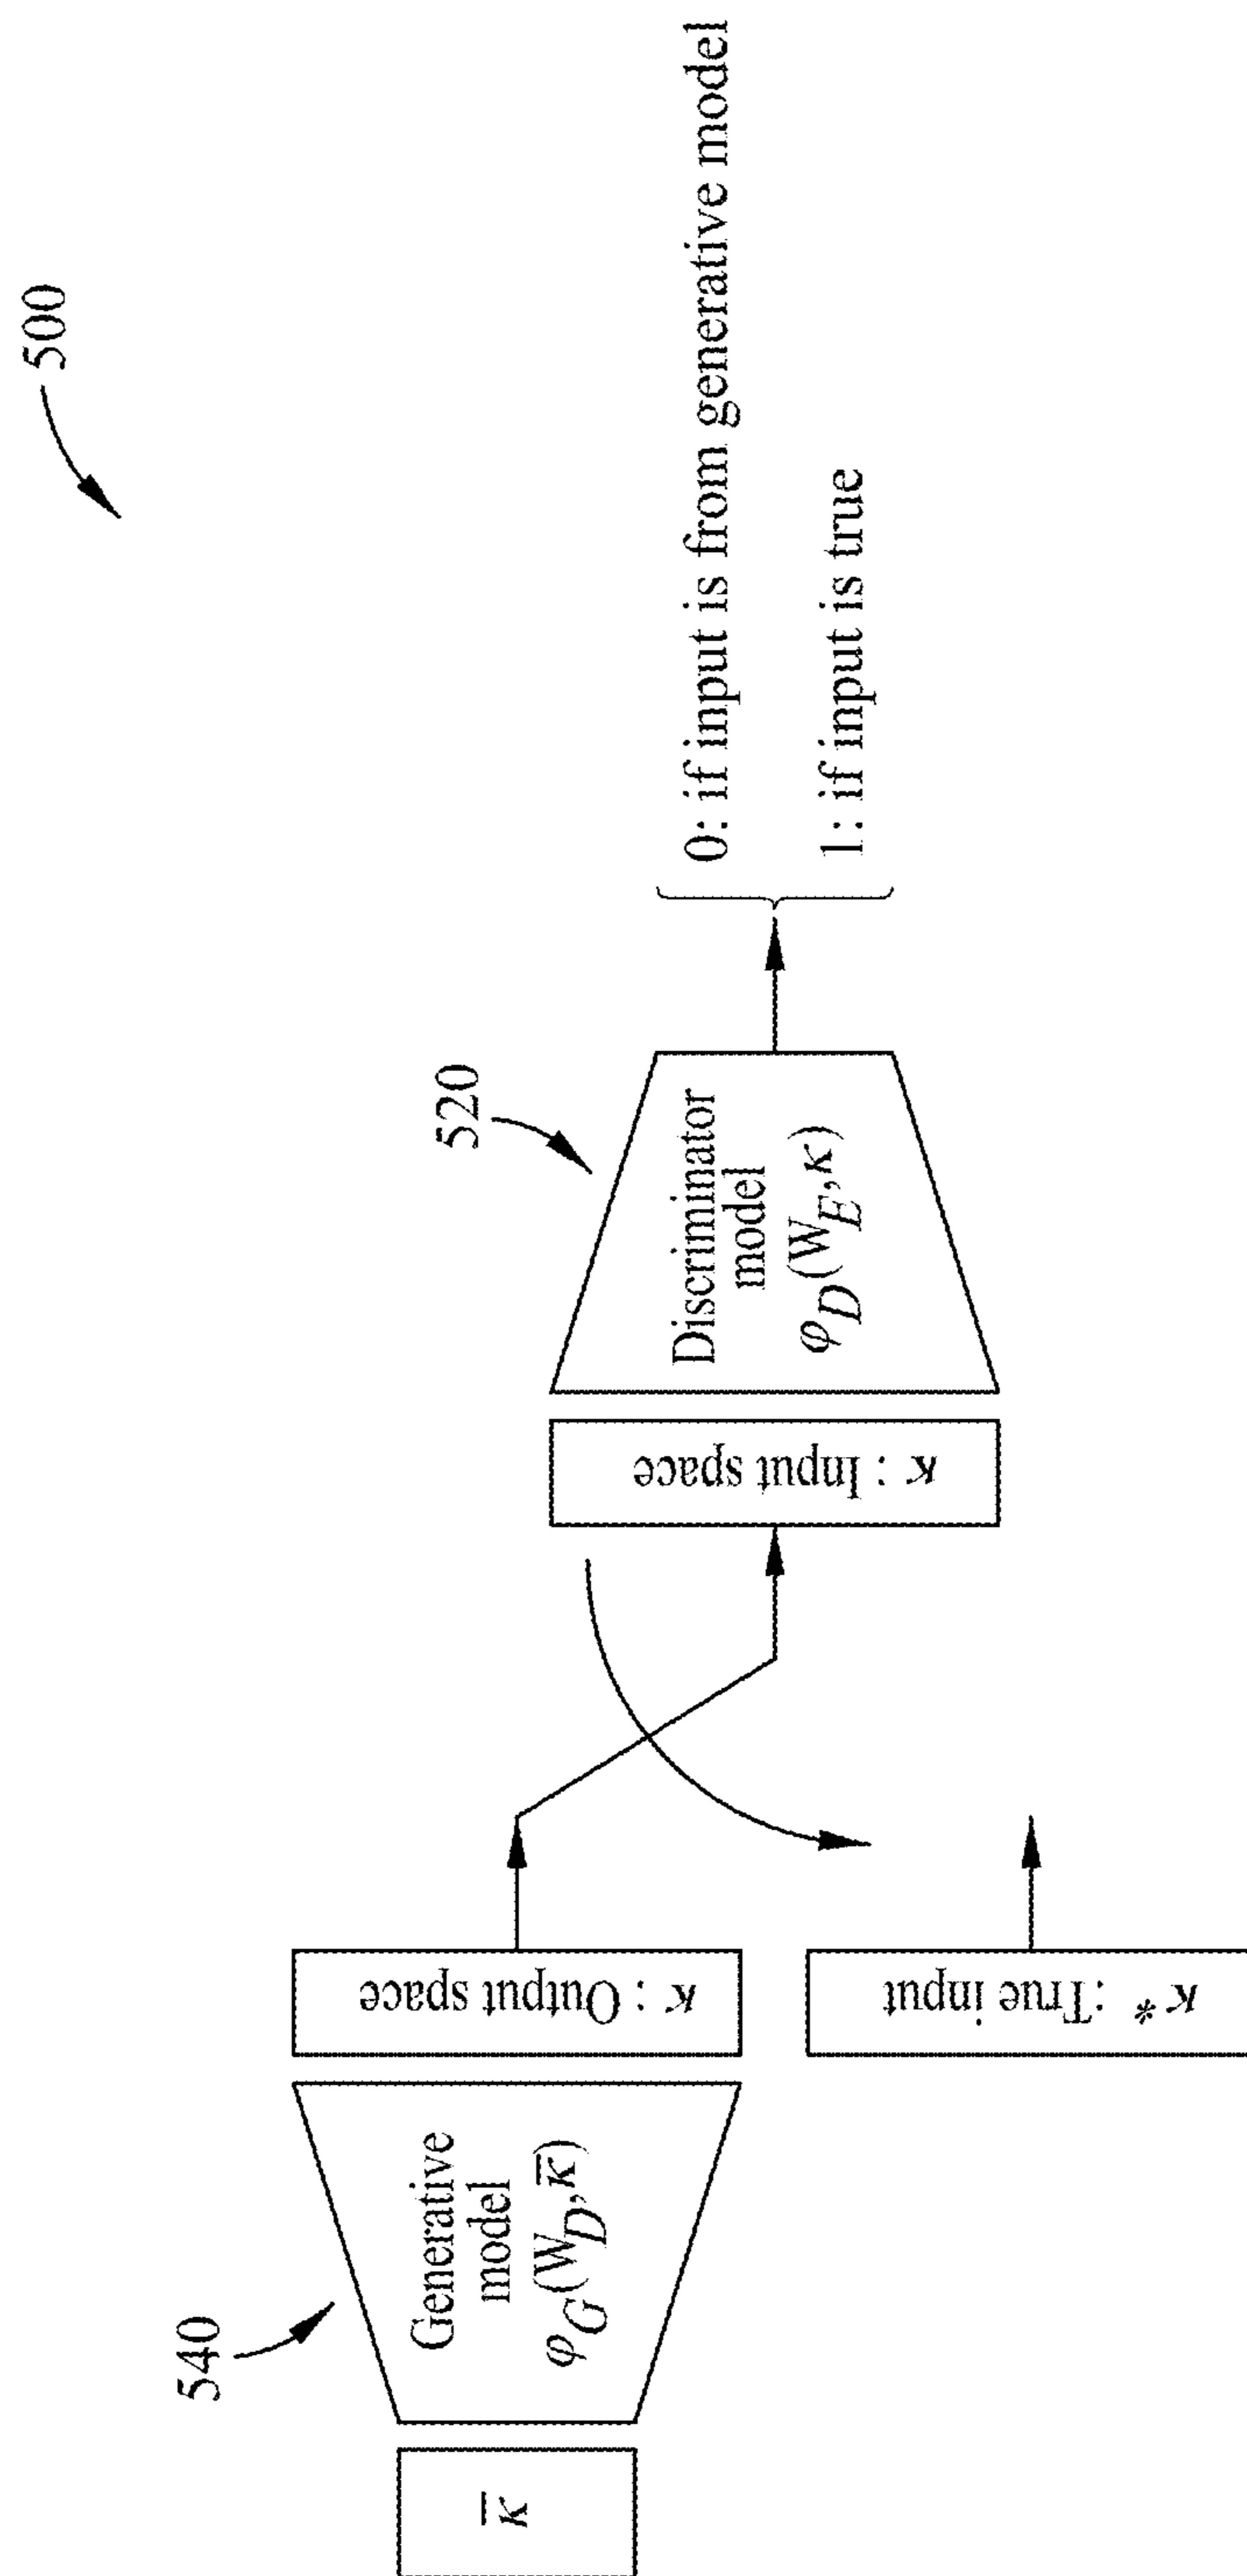 500
540
κ̅
Generative
model
φ_G(W_D,κ̅)
κ : Output space
κ* : True input
κ : Input space
520
Discriminator
model
φ_D(W_E,κ)
0: if input is from generative model
1: if input is true